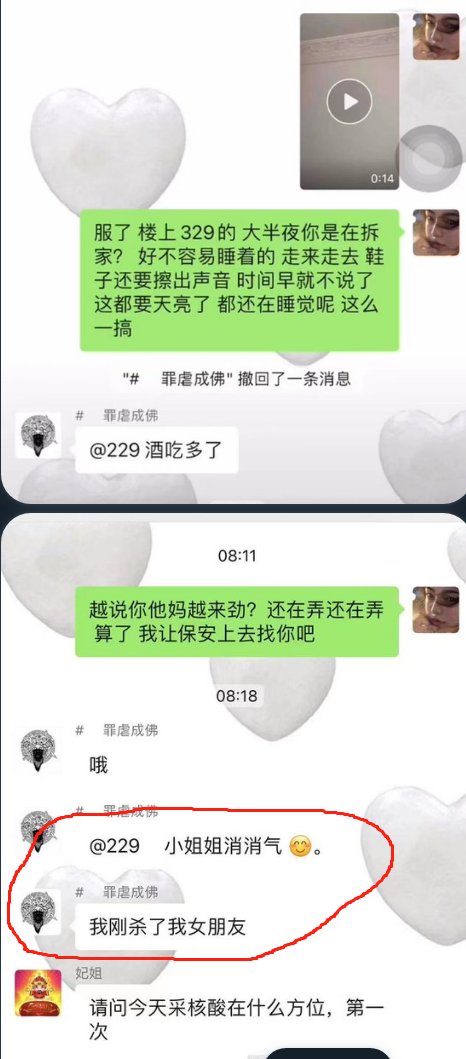 0:14
服了 楼上 329的 大半夜你是在拆
家？ 好不容易睡着的 走来走去 鞋
子还要擦出声音 时间早就不说了
这都要天亮了 都还在睡觉呢 这么
一搞
"# 罪虐成佛" 撤回了一条消息
# 罪虐成佛
@229 酒吃多了
08:11
越说你他妈越来劲？还在弄还在弄
算了 我让保安上去找你吧
08:18
# 罪虐成佛
哦
# 罪虐成佛
@229 小姐姐消消气 😊。
# 罪虐成佛
我刚杀了我女朋友
妃姐
请问今天采核酸在什么方位，第一
次